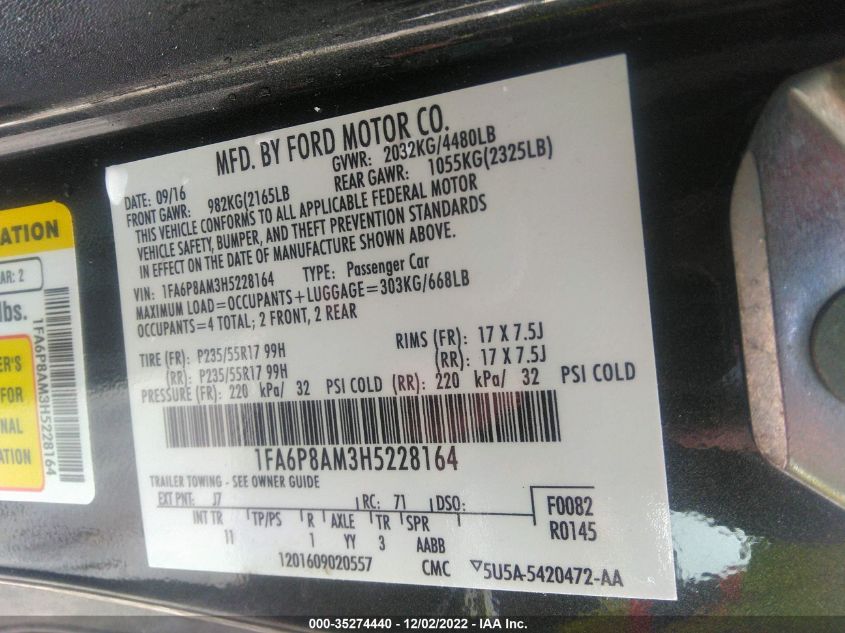 MFD. BY FORD MOTOR CO.
DATE: 09/16 GVWR: 2032KG/4480LB
FRONT GAWR: 982KG(2165LB REAR GAWR: 1055KG(2325LB)
THIS VEHICLE CONFORMS TO ALL APPLICABLE FEDERAL MOTOR
VEHICLE SAFETY, BUMPER, AND THEFT PREVENTION STANDARDS
IN EFFECT ON THE DATE OF MANUFACTURE SHOWN ABOVE.
VIN: 1FA6P8AM3H5228164 TYPE: Passenger Car
MAXIMUM LOAD=OCCUPANTS+LUGGAGE=303KG/668LB
OCCUPANTS=4 TOTAL; 2 FRONT, 2 REAR
TIRE (FR): P235/55R17 99H RIMS (FR): 17 X 7.5J
(RR): P235/55R17 99H (RR): 17 X 7.5J
PRESSURE (FR): 220 kPa/ 32 PSI COLD (RR): 220 kPa/ 32 PSI COLD
1FA6P8AM3H5228164
TRAILER TOWING - SEE OWNER GUIDE
EXT PNT: J7 RC: 71 DSO: F0082
INT TR TP/PS R AXLE TR SPR R0145
11 1 YY 3 AABB
1201609020557 CMC 5U5A-5420472-AA
ATION
AR: 2
lbs.
ER'S
FOR
AL
ATION
1FA6P8AM3H5228164
000-35274440 - 12/02/2022 - IAA Inc.